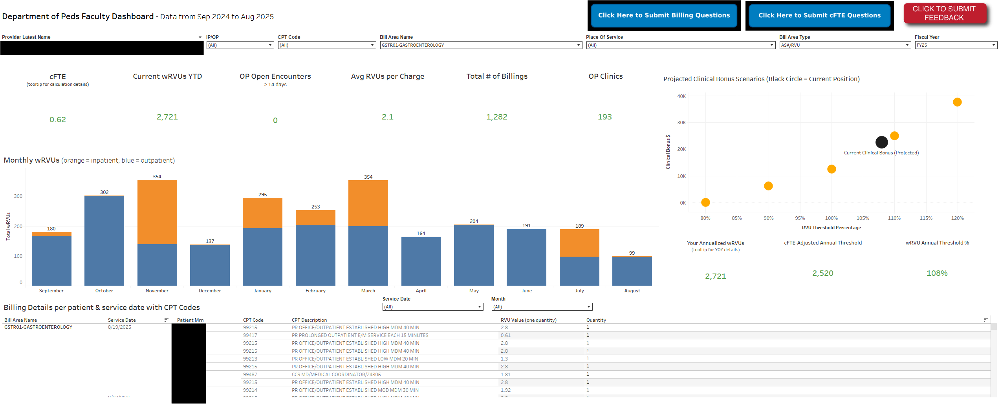 Department of Peds Faculty Dashboard - Data from Sep 2024 to Aug 2025
Click Here to Submit Billing Questions
Click Here to Submit cFTE Questions
CLICK TO SUBMIT
FEEDBACK
Provider Latest Name
IP/OP
(All)
CPT Code
(All)
Bill Area Name
GSTR01-GASTROENTEROLOGY
Place Of Service
(All)
Bill Area Type
ASA/RVU
Fiscal Year
FY25
cFTE
(tooltip for calculation details)
0.62
Current wRVUs YTD
2,721
OP Open Encounters
> 14 days
0
Avg RVUs per Charge
2.1
Total # of Billings
1,282
OP Clinics
193
Projected Clinical Bonus Scenarios (Black Circle = Current Position)
Clinical Bonus $
40K
30K
20K
10K
0K
Current Clinical Bonus (Projected)
80% 85% 90% 95% 100% 105% 110% 115% 120%
RVU Threshold Percentage
Your Annualized wRVUs
(tooltip for YOY details)
2,721
cFTE-Adjusted Annual Threshold
2,520
wRVU Annual Threshold %
108%
Monthly wRVUs (orange = inpatient, blue = outpatient)
Total wRVUs
300
200
100
0
180 302 354 137 295 253 354 164 204 191 189 99
September October November December January February March April May June July August
Service Date
(All)
Month
(All)
Billing Details per patient & service date with CPT Codes
Bill Area Name Service Date Patient Mrn CPT Code CPT Description RVU Value (one quantity) Quantity
GSTR01-GASTROENTEROLOGY 8/19/2025 99215 PR OFFICE/OUTPATIENT ESTABLISHED HIGH MDM 40 MIN 2.8 1
99417 PR PROLONGED OUTPATIENT E/M SERVICE EACH 15 MINUTES 0.61 1
99215 PR OFFICE/OUTPATIENT ESTABLISHED HIGH MDM 40 MIN 2.8 1
99215 PR OFFICE/OUTPATIENT ESTABLISHED HIGH MDM 40 MIN 2.8 1
99213 PR OFFICE/OUTPATIENT ESTABLISHED LOW MDM 20 MIN 1.3 1
99215 PR OFFICE/OUTPATIENT ESTABLISHED HIGH MDM 40 MIN 2.8 1
99487 CCS MD/MEDICAL COORDINATOR/Z4305 1.81 1
99215 PR OFFICE/OUTPATIENT ESTABLISHED HIGH MDM 40 MIN 2.8 1
99214 PR OFFICE/OUTPATIENT ESTABLISHED MOD MDM 30 MIN 1.92 1